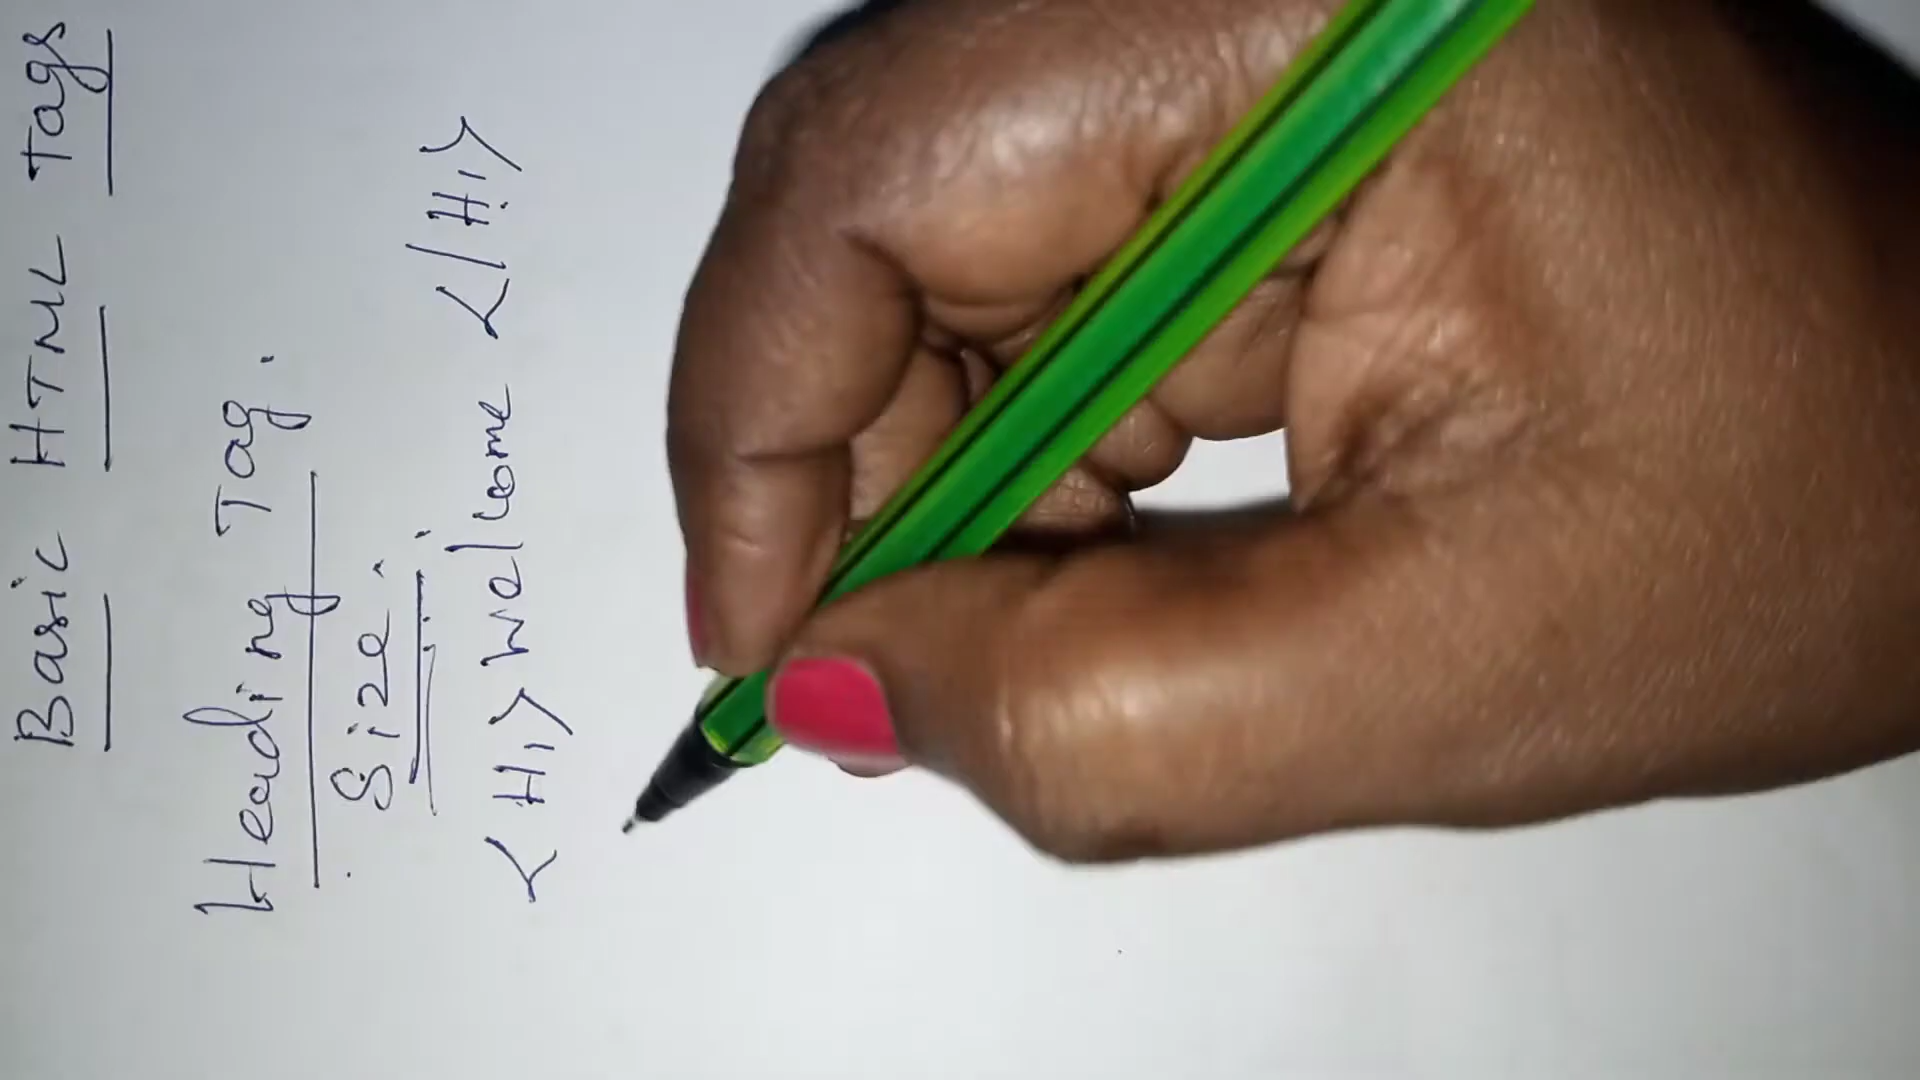 Basic HTML Tags
Heading Tag.
Size.
<H1> Welcome </H1>